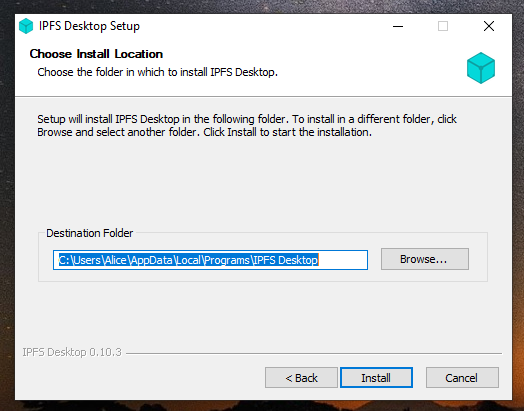 IPFS Desktop Setup
Choose Install Location
Choose the folder in which to install IPFS Desktop.
Setup will install IPFS Desktop in the following folder. To install in a different folder, click
Browse and select another folder. Click Install to start the installation.
Destination Folder
C:\Users\Alice\AppData\Local\Programs\IPFS Desktop
Browse...
IPFS Desktop 0.10.3
< Back
Install
Cancel